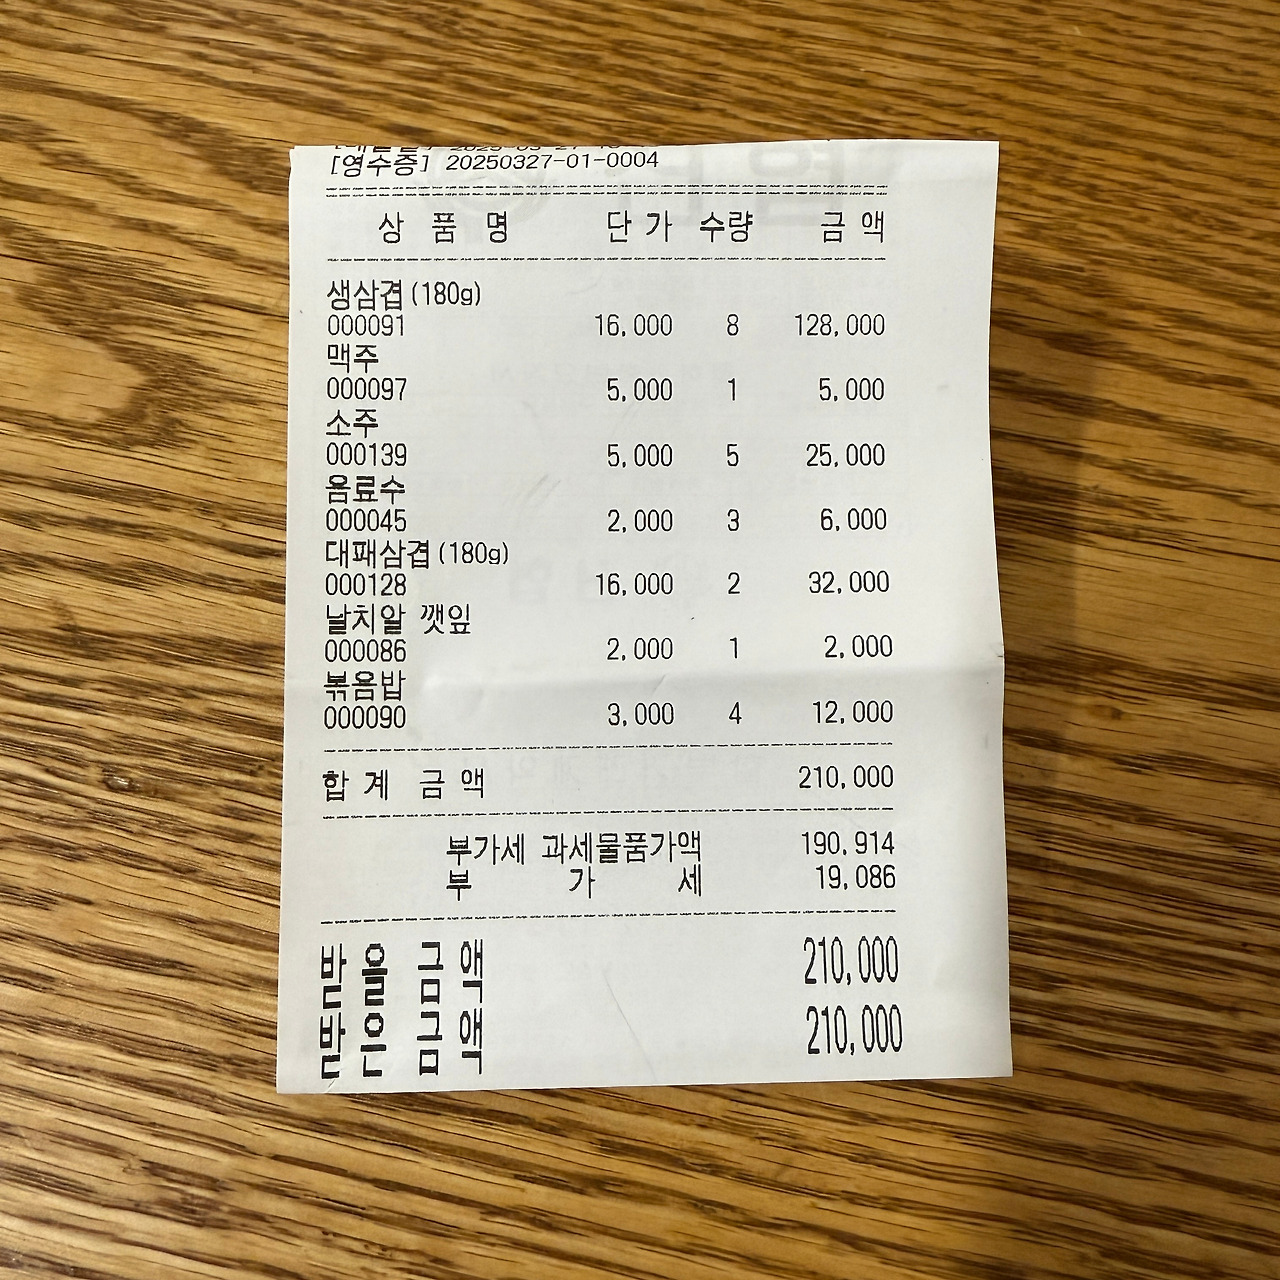 [영수증] 20250327-01-0004
상 품 명 단 가 수량 금 액
생삼겹(180g)
000091 16,000 8 128,000
맥주
000097 5,000 1 5,000
소주
000139 5,000 5 25,000
음료수
000045 2,000 3 6,000
대패삼겹(180g)
000128 16,000 2 32,000
날치알 깻잎
000086 2,000 1 2,000
볶음밥
000090 3,000 4 12,000
합 계 금 액 210,000
부가세 과세물품가액 190,914
부 가 세 19,086
받 을 금 액 210,000
받 은 금 액 210,000